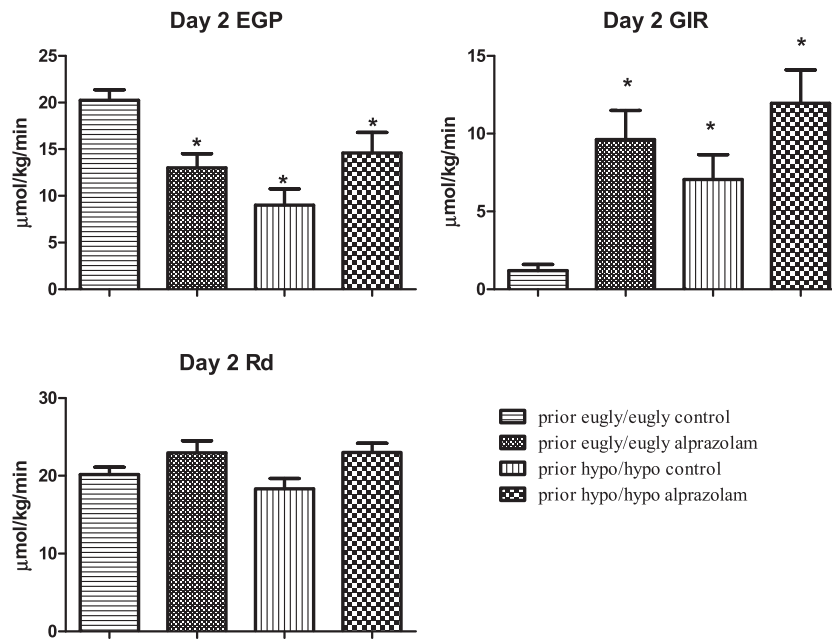 Day 2 EGP
25
20
15
10
5
0
µmol/kg/min
*
*
*
Day 2 GIR
15
10
5
0
µmol/kg/min
*
*
*
Day 2 Rd
30
20
10
0
µmol/kg/min
prior eugly/eugly control
prior eugly/eugly alprazolam
prior hypo/hypo control
prior hypo/hypo alprazolam